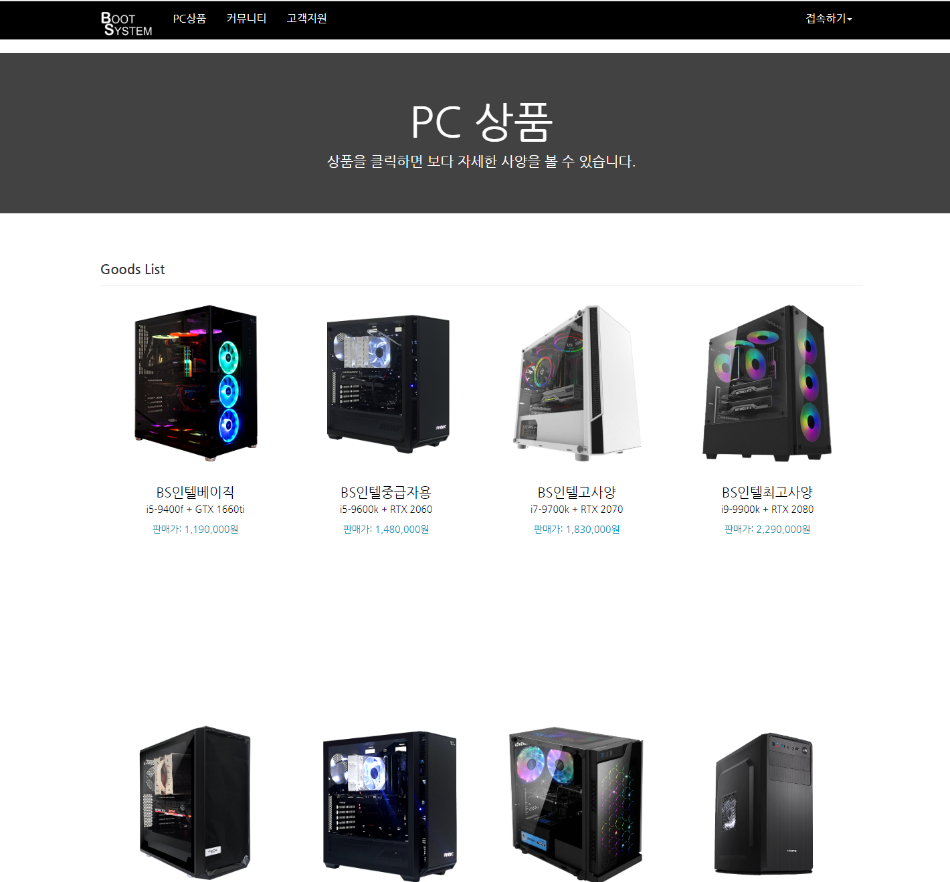 BOOT
SYSTEM
PC상품 커뮤니티 고객지원 접속하기
PC 상품
상품을 클릭하면 보다 자세한 사양을 볼 수 있습니다.
Goods List
BS인텔베이직
i5-9400f + GTX 1660ti
판매가: 1,190,000원
BS인텔중급자용
i5-9600k + RTX 2060
판매가: 1,480,000원
BS인텔고사양
i7-9700k + RTX 2070
판매가: 1,830,000원
BS인텔최고사양
i9-9900k + RTX 2080
판매가: 2,290,000원